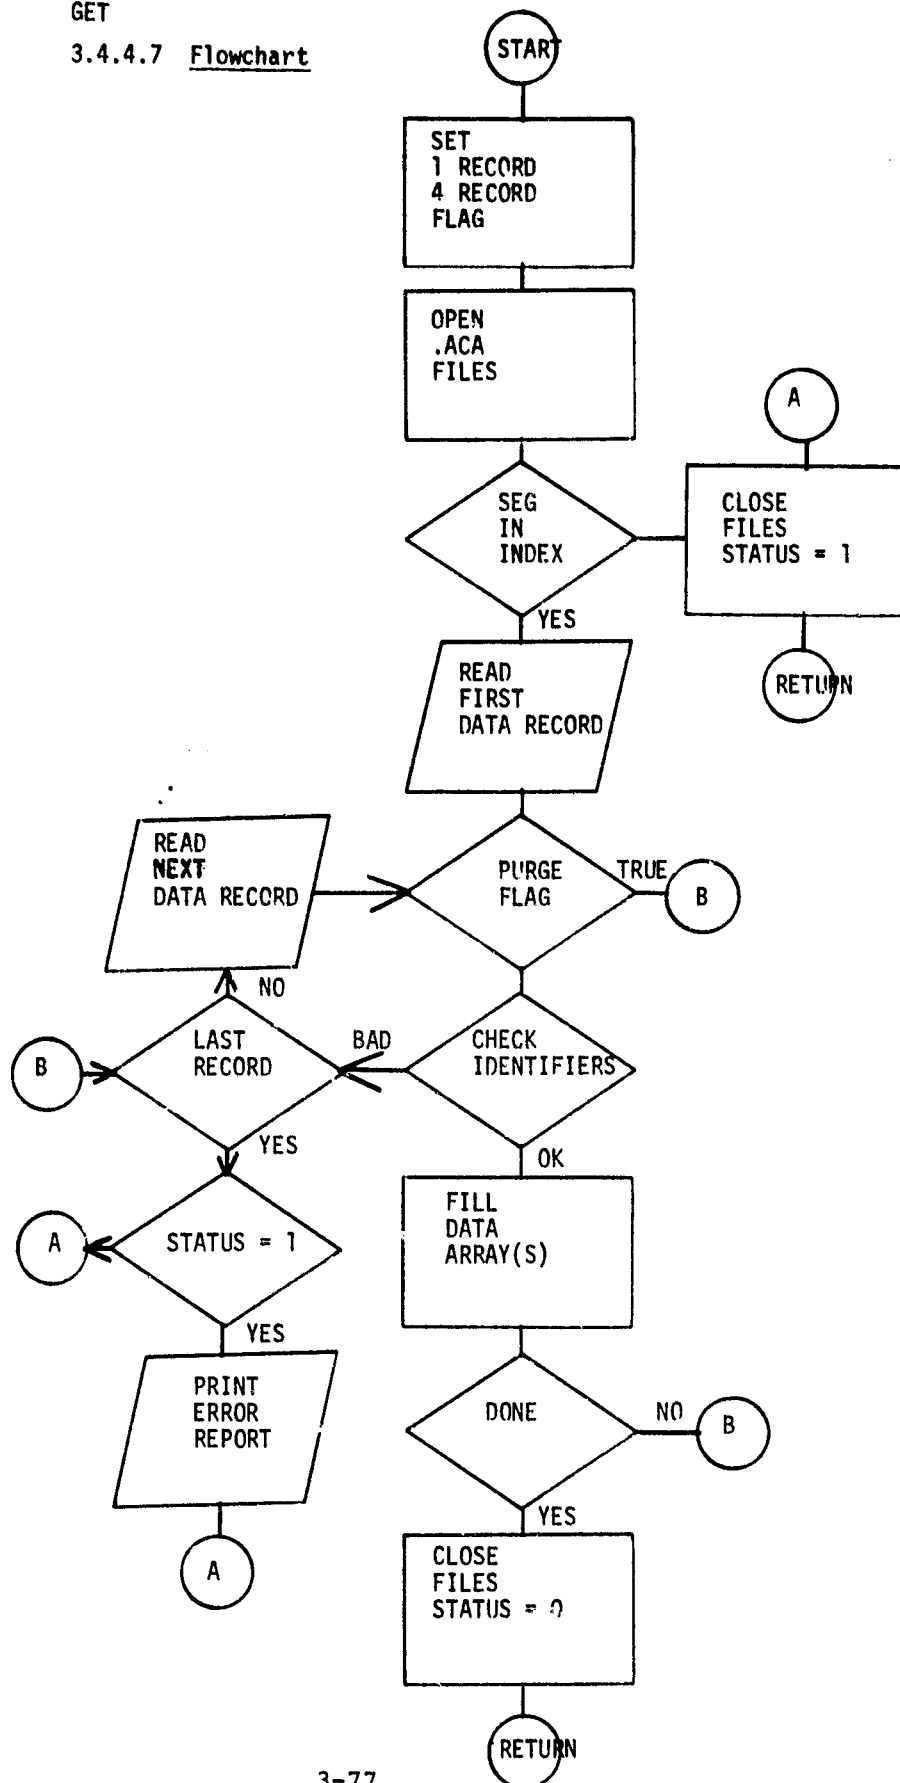 GET
3.4.4.7 Flowchart
START
SET
1 RECORD
4 RECORD
FLAG
OPEN
.ACA
FILES
A
SEG
IN
INDEX
CLOSE
FILES
STATUS = 1
YES
RETURN
READ
FIRST
DATA RECORD
READ
NEXT
DATA RECORD
PURGE
FLAG
TRUE
B
NO
B
LAST
RECORD
BAD
CHECK
IDENTIFIERS
YES
OK
A
STATUS = 1
FILL
DATA
ARRAY(S)
YES
PRINT
ERROR
REPORT
DONE
NO
B
YES
A
CLOSE
FILES
STATUS = 0
RETURN
3-77